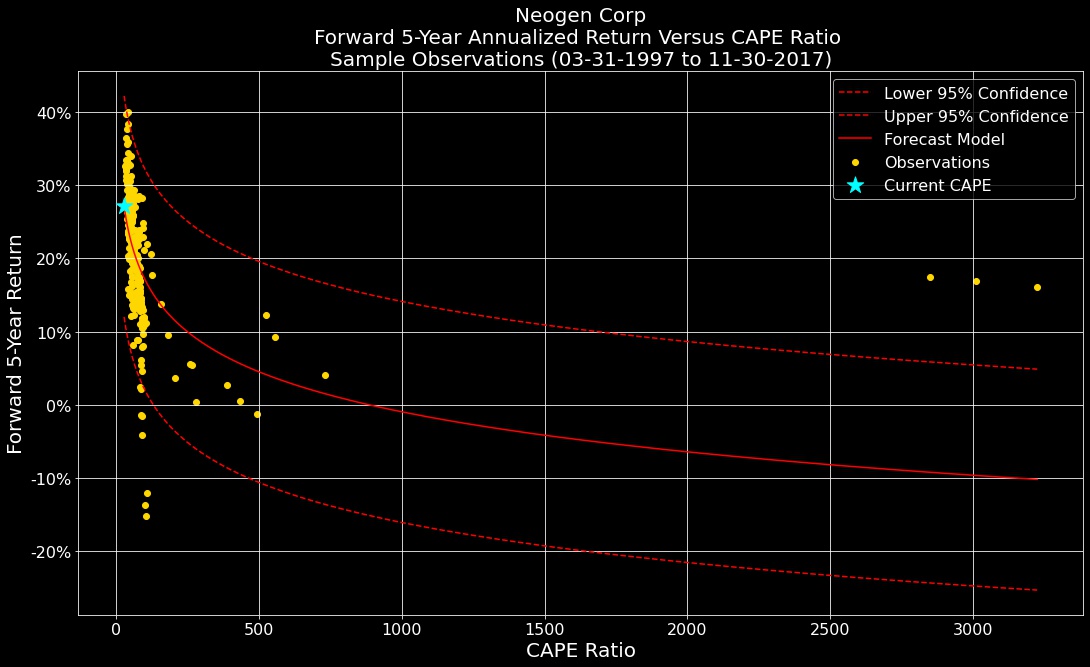 Neogen Corp
Forward 5-Year Annualized Return Versus CAPE Ratio
Sample Observations (03-31-1997 to 11-30-2017)
Lower 95% Confidence
Upper 95% Confidence
Forecast Model
Observations
Current CAPE
Forward 5-Year Return
40%
30%
20%
10%
0%
-10%
-20%
0 500 1000 1500 2000 2500 3000
CAPE Ratio